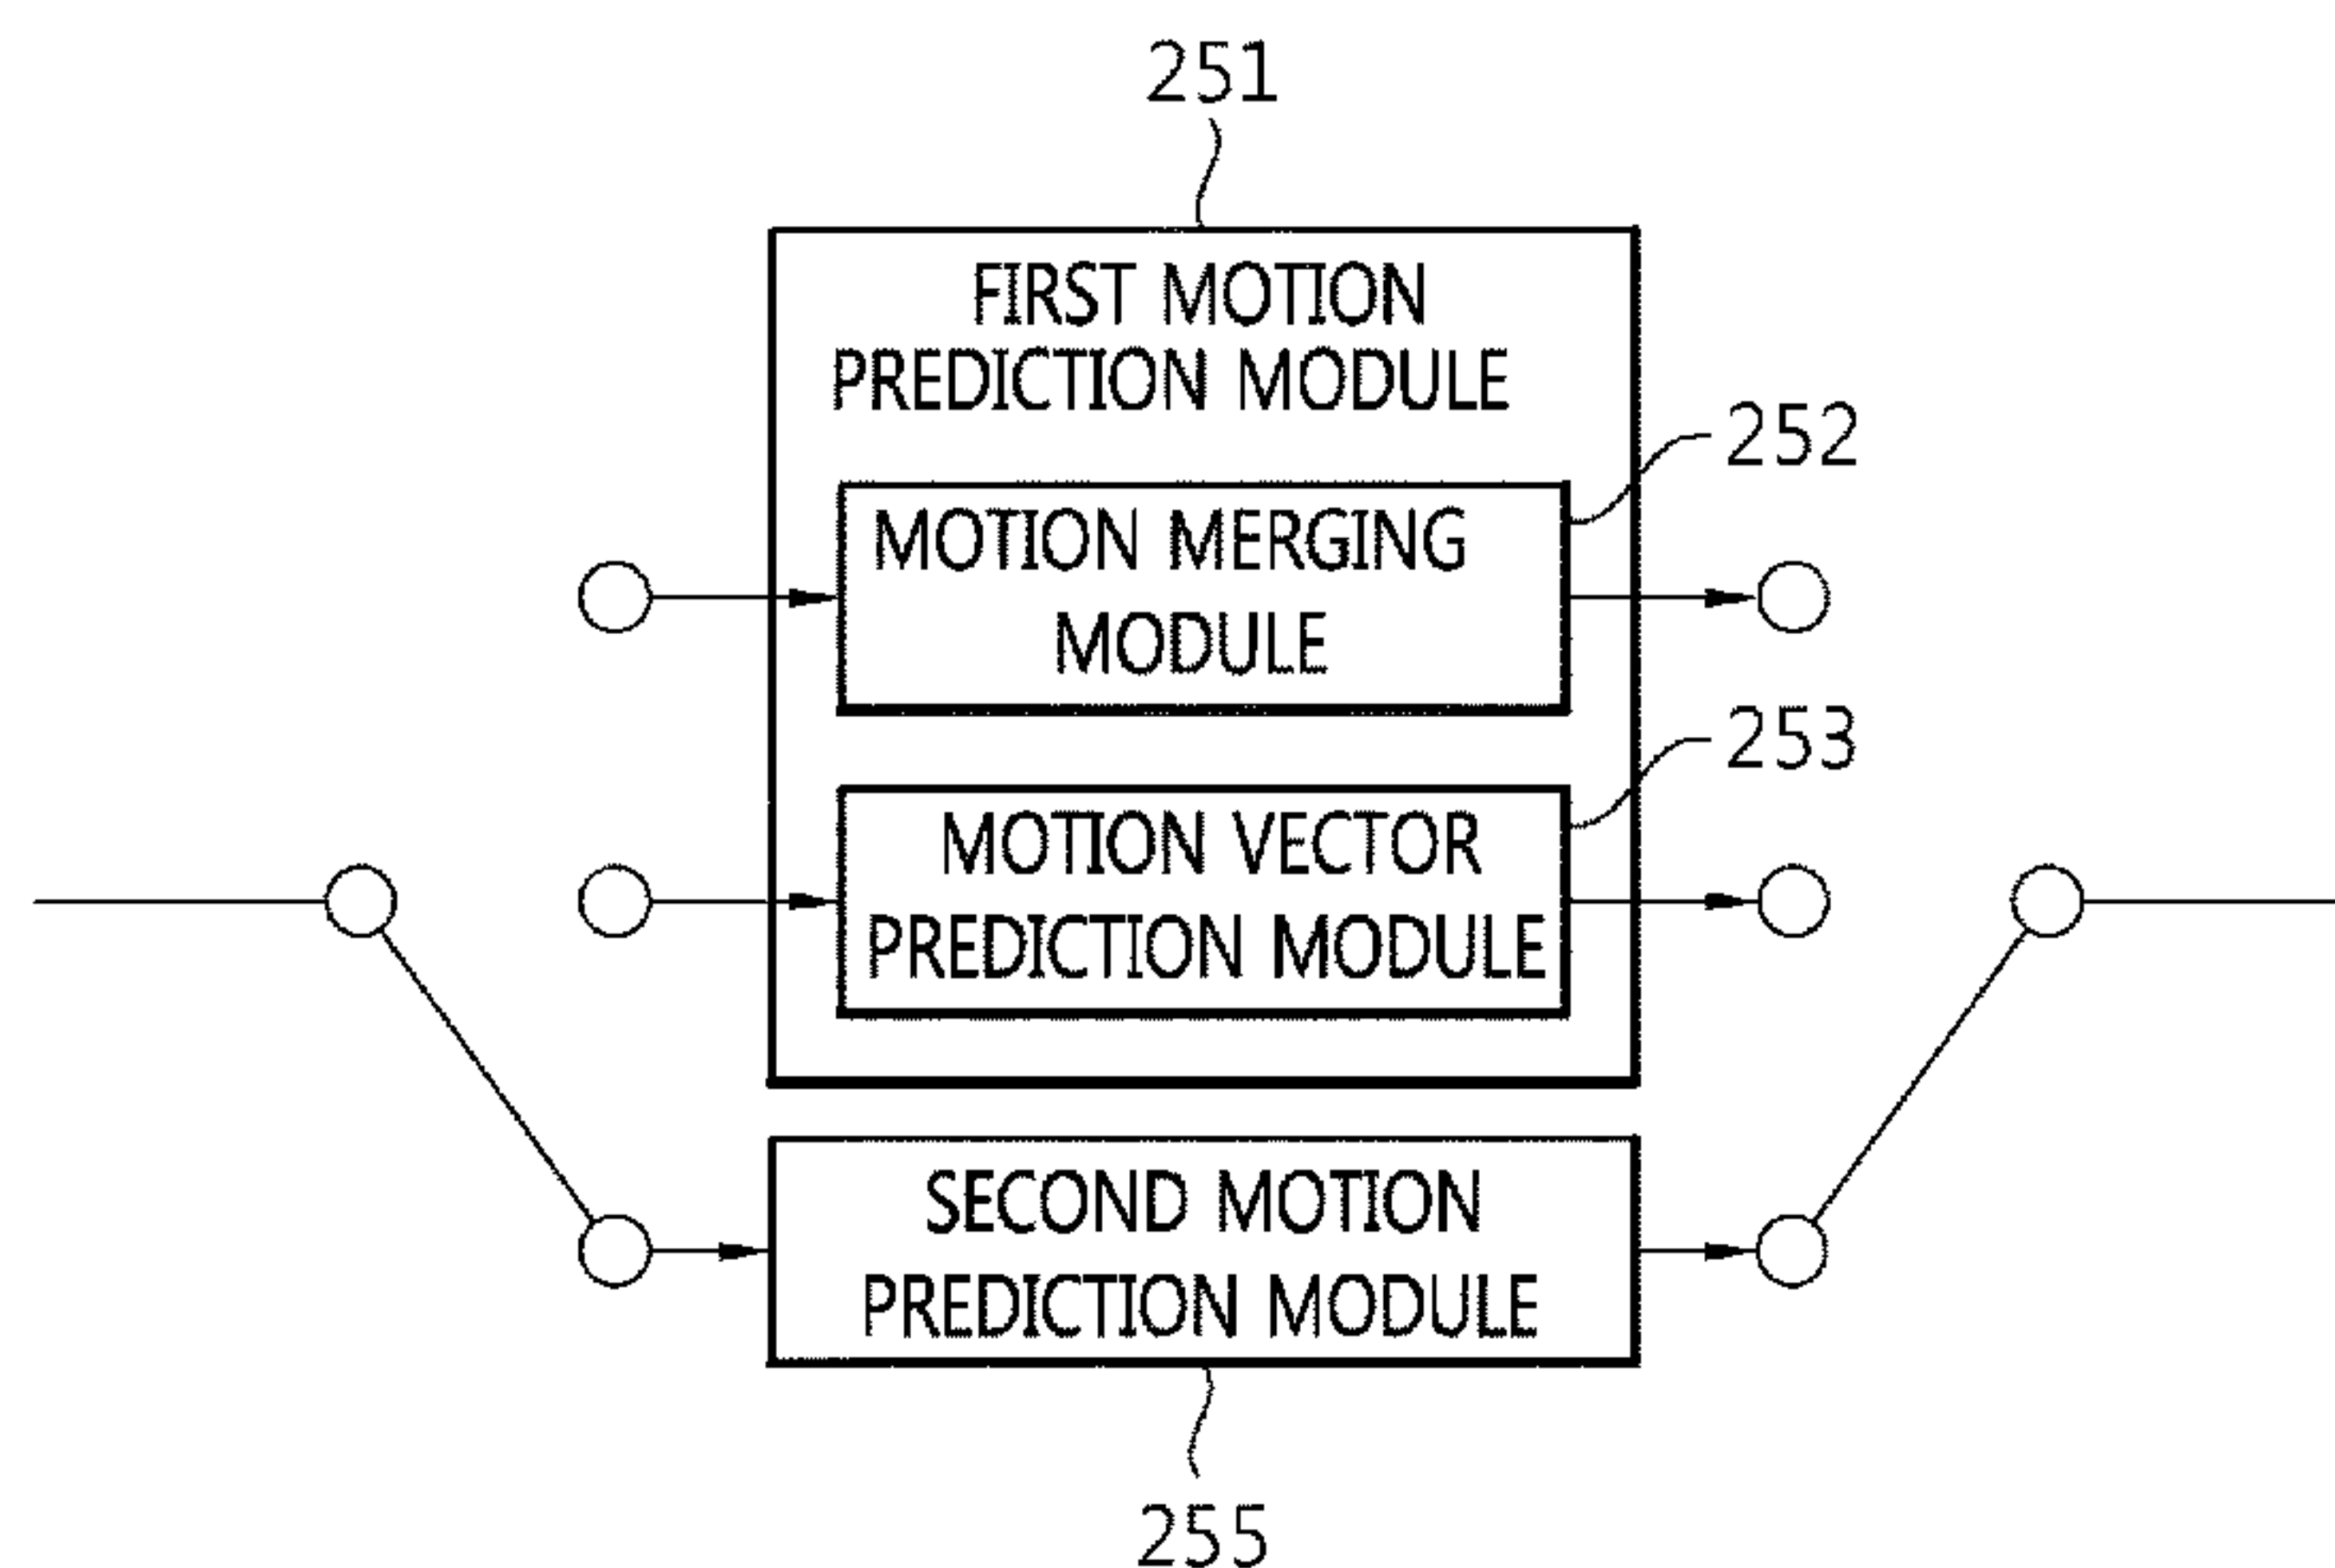 251
FIRST MOTION
PREDICTION MODULE
252
MOTION MERGING
MODULE
253
MOTION VECTOR
PREDICTION MODULE
SECOND MOTION
PREDICTION MODULE
255